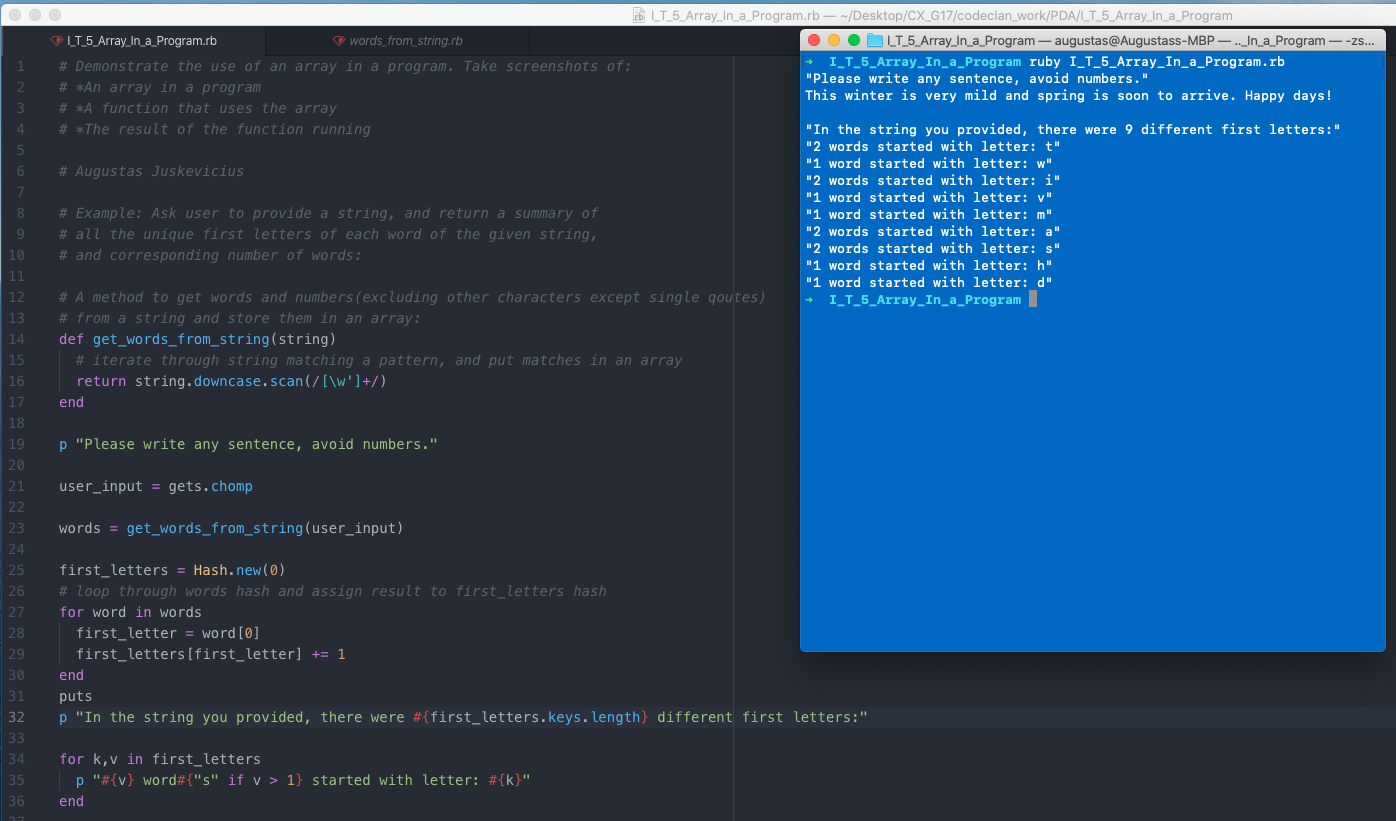 I_T_5_Array_In_a_Program.rb — ~/Desktop/CX_G17/codeclan_work/PDA/I_T_5_Array_In_a_Program
I_T_5_Array_In_a_Program.rb
words_from_string.rb
1 # Demonstrate the use of an array in a program. Take screenshots of:
2 # *An array in a program
3 # *A function that uses the array
4 # *The result of the function running
5
6 # Augustas Juskevicius
7
8 # Example: Ask user to provide a string, and return a summary of
9 # all the unique first letters of each word of the given string,
10 # and corresponding number of words:
11
12 # A method to get words and numbers(excluding other characters except single qoutes)
13 # from a string and store them in an array:
14 def get_words_from_string(string)
15 # iterate through string matching a pattern, and put matches in an array
16 return string.downcase.scan(/[\w']+/)
17 end
18
19 p "Please write any sentence, avoid numbers."
20
21 user_input = gets.chomp
22
23 words = get_words_from_string(user_input)
24
25 first_letters = Hash.new(0)
26 # loop through words hash and assign result to first_letters hash
27 for word in words
28 first_letter = word[0]
29 first_letters[first_letter] += 1
30 end
31 puts
32 p "In the string you provided, there were #{first_letters.keys.length} different first letters:"
33
34 for k,v in first_letters
35 p "#{v} word#{"s" if v > 1} started with letter: #{k}"
36 end
37
I_T_5_Array_In_a_Program — augustas@Augustass-MBP — .._In_a_Program — -zs...
➜ I_T_5_Array_In_a_Program ruby I_T_5_Array_In_a_Program.rb
"Please write any sentence, avoid numbers."
This winter is very mild and spring is soon to arrive. Happy days!
"In the string you provided, there were 9 different first letters:"
"2 words started with letter: t"
"1 word started with letter: w"
"2 words started with letter: i"
"1 word started with letter: v"
"1 word started with letter: m"
"2 words started with letter: a"
"2 words started with letter: s"
"1 word started with letter: h"
"1 word started with letter: d"
➜ I_T_5_Array_In_a_Program